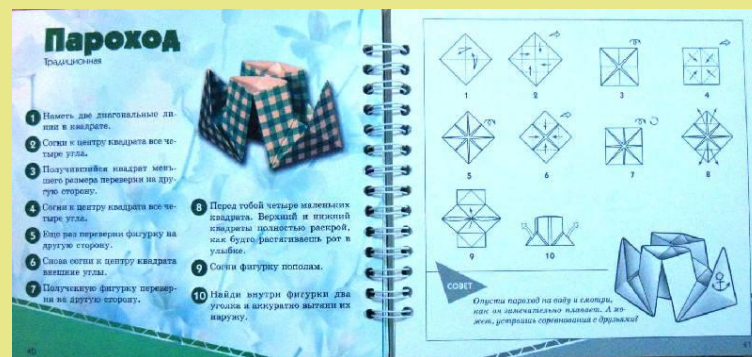 Пароход
Традиционная
1 Наметь две диагональные ли-
нии в квадрате.
2 Согни к центру квадрата все че-
тыре угла.
3 Получившийся квадрат мень-
шего размера переверни на дру-
гую сторону.
4 Согни к центру квадрата все че-
тыре угла.
5 Еще раз переверни фигурку на
другую сторону.
6 Снова согни к центру квадрата
внешние углы.
7 Полученную фигурку перевер-
ни на другую сторону.
8 Перед тобой четыре маленьких
квадрата. Верхний и нижний
квадраты полностью раскрой,
как будто растягиваешь рот в
улыбке.
9 Согни фигурку пополам.
10 Найди внутри фигурки два
уголка и аккуратно вытяни их
наружу.
1
2
3
4
5
6
7
8
9
10
СОВЕТ
Опусти пароход на воду и смотри,
как он замечательно плавает. А мо-
жет, устроишь соревнования с друзьями?